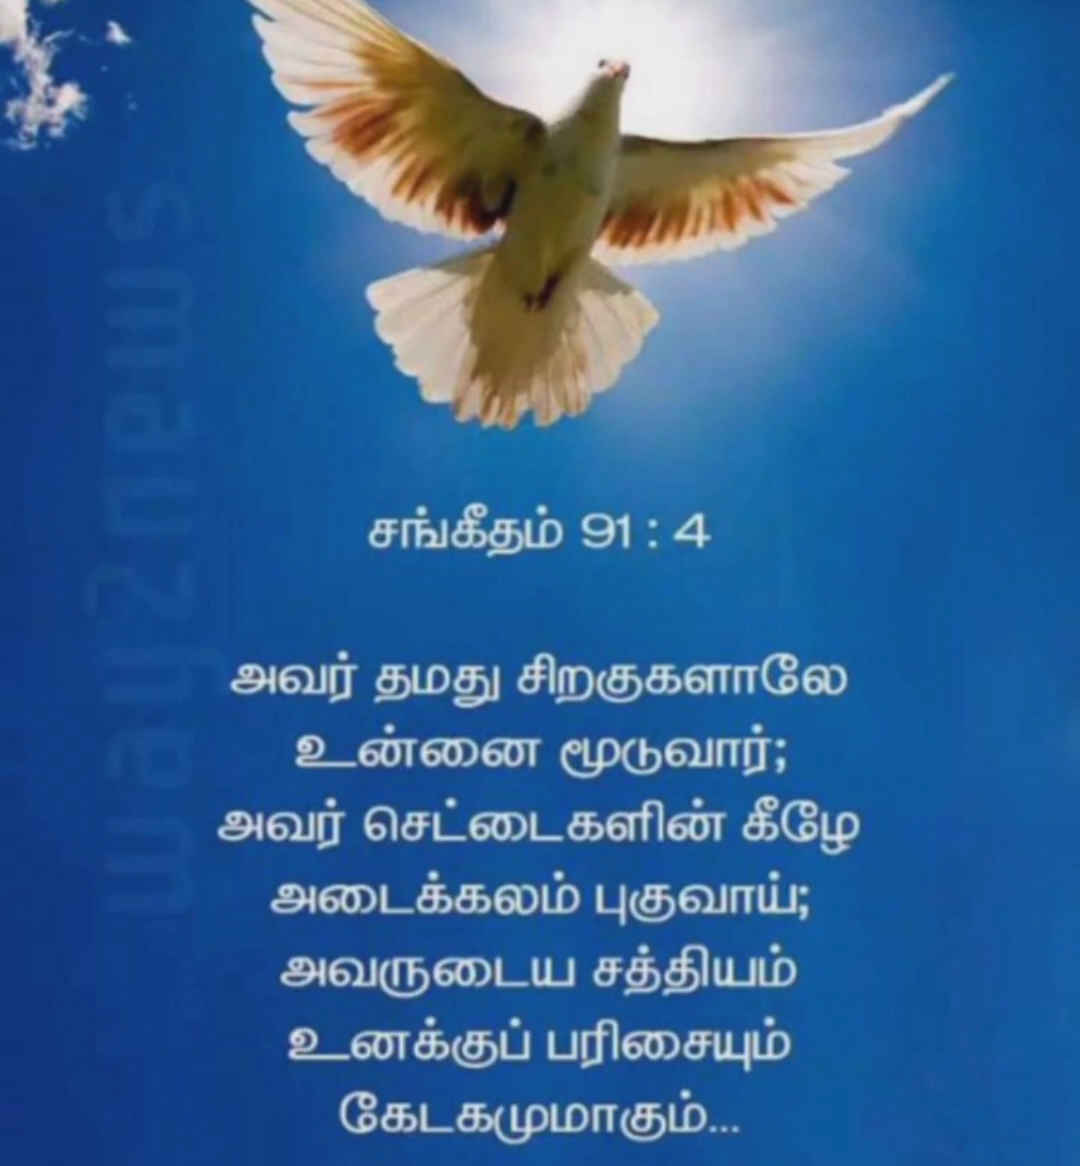 சங்கீதம் 91 : 4
அவர் தமது சிறகுகளாலே
உன்னை மூடுவார்;
அவர் செட்டைகளின் கீழே
அடைக்கலம் புகுவாய்;
அவருடைய சத்தியம்
உனக்குப் பரிசையும்
கேடகமுமாகும்...
way2news